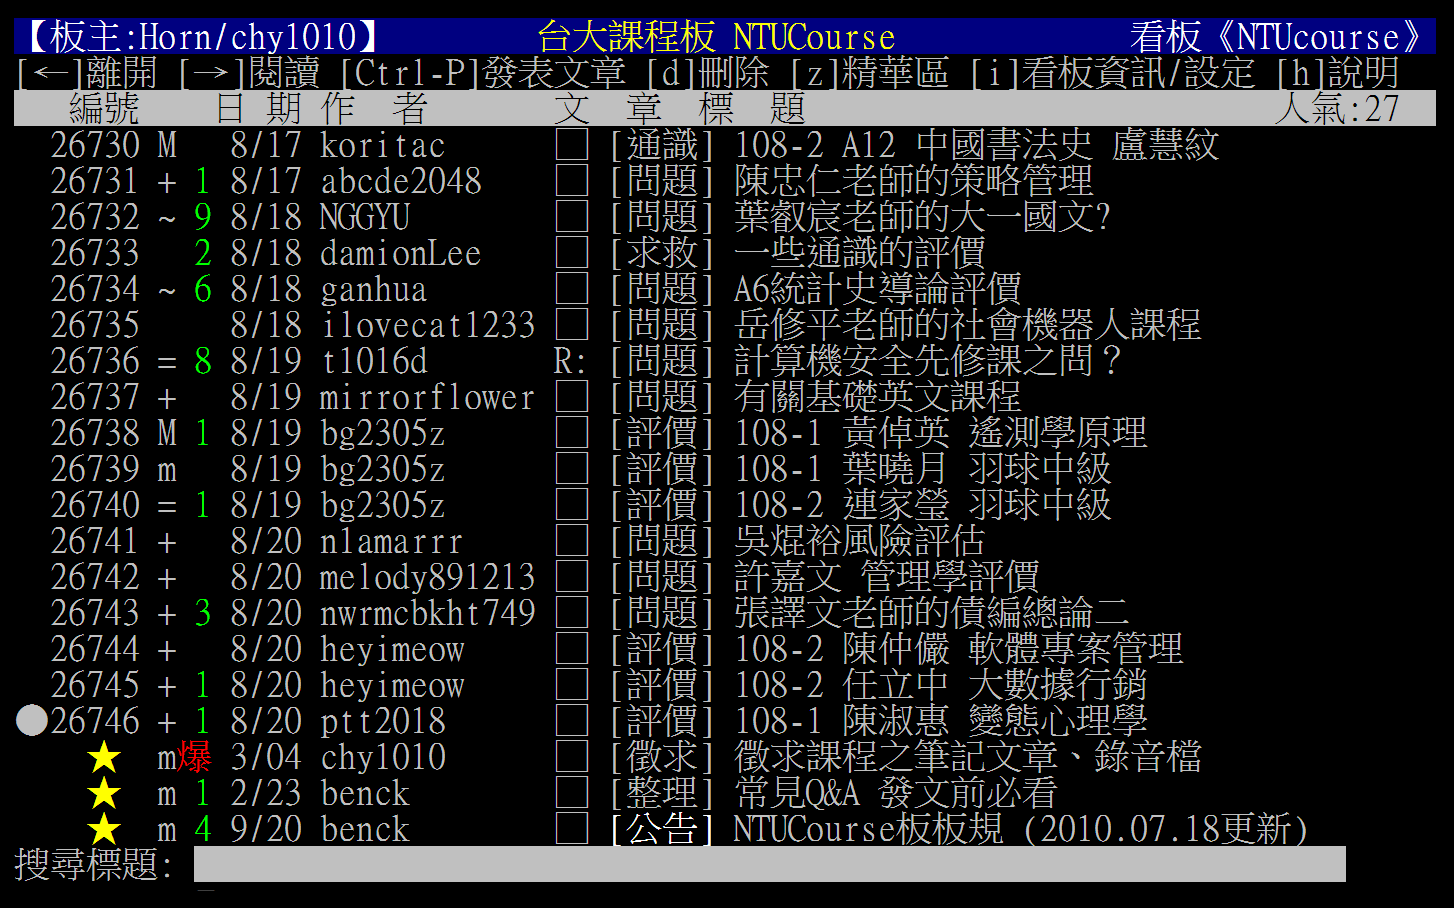 【板主:Horn/chy1010】 台大課程板 NTUCourse 看板《NTUcourse》
[←]離開 [→]閱讀 [Ctrl-P]發表文章 [d]刪除 [z]精華區 [i]看板資訊/設定 [h]說明
編號 日 期 作 者 文 章 標 題 人氣:27
26730 M 8/17 koritac □ [通識] 108-2 A12 中國書法史 盧慧紋
26731 + 1 8/17 abcde2048 □ [問題] 陳忠仁老師的策略管理
26732 ~ 9 8/18 NGGYU □ [問題] 葉叡宸老師的大一國文?
26733 2 8/18 damionLee □ [求救] 一些通識的評價
26734 ~ 6 8/18 ganhua □ [問題] A6統計史導論評價
26735 8/18 ilovecat1233 □ [問題] 岳修平老師的社會機器人課程
26736 = 8 8/19 t1016d R: [問題] 計算機安全先修課之問？
26737 + 8/19 mirrorflower □ [問題] 有關基礎英文課程
26738 M 1 8/19 bg2305z □ [評價] 108-1 黃倬英 遙測學原理
26739 m 8/19 bg2305z □ [評價] 108-1 葉曉月 羽球中級
26740 = 1 8/19 bg2305z □ [評價] 108-2 連家瑩 羽球中級
26741 + 8/20 nlamarrr □ [問題] 吳焜裕風險評估
26742 + 8/20 melody891213 □ [問題] 許嘉文 管理學評價
26743 + 3 8/20 nwrmcbkht749 □ [問題] 張譯文老師的債編總論二
26744 + 8/20 heyimeow □ [評價] 108-2 陳仲儼 軟體專案管理
26745 + 1 8/20 heyimeow □ [評價] 108-2 任立中 大數據行銷
●26746 + 1 8/20 ptt2018 □ [評價] 108-1 陳淑惠 變態心理學
★ m爆 3/04 chy1010 □ [徵求] 徵求課程之筆記文章、錄音檔
★ m 1 2/23 benck □ [整理] 常見Q&A 發文前必看
★ m 4 9/20 benck □ [公告] NTUCourse板板規 (2010.07.18更新)
搜尋標題: